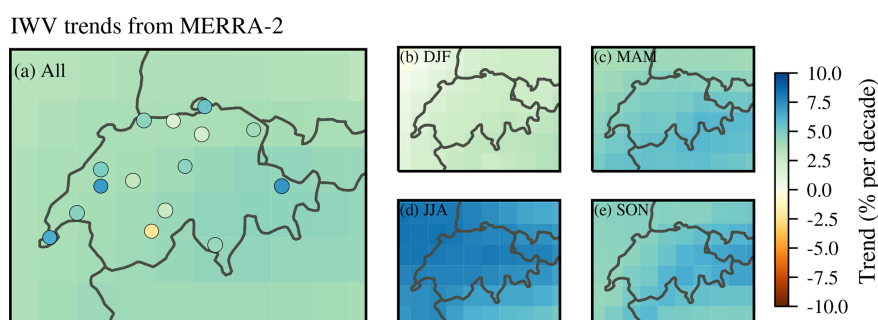 IWV trends from MERRA-2
(a) All
(b) DJF
(c) MAM
(d) JJA
(e) SON
10.0
7.5
5.0
2.5
0.0
-2.5
-5.0
-7.5
-10.0
Trend (% per decade)